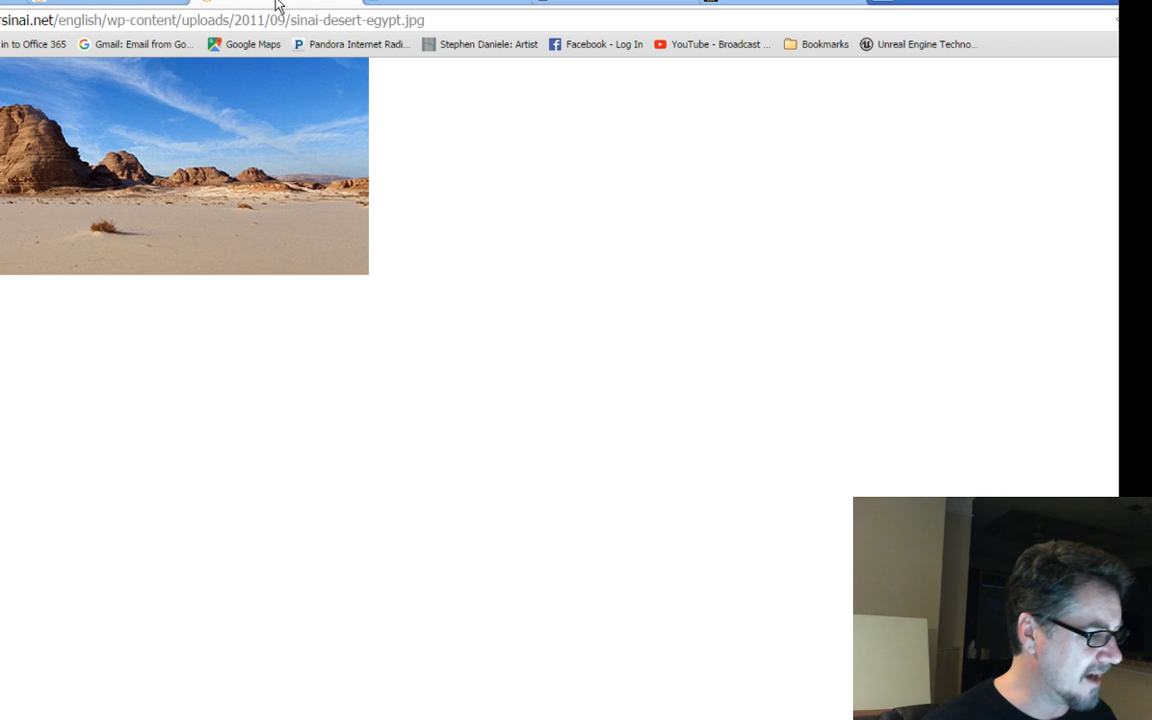 rsinai.net/english/wp-content/uploads/2011/09/sinai-desert-egypt.jpg
in to Office 365 Gmail: Email from Go... Google Maps Pandora Internet Radi... Stephen Daniele: Artist Facebook - Log In YouTube - Broadcast ... Bookmarks Unreal Engine Techno...